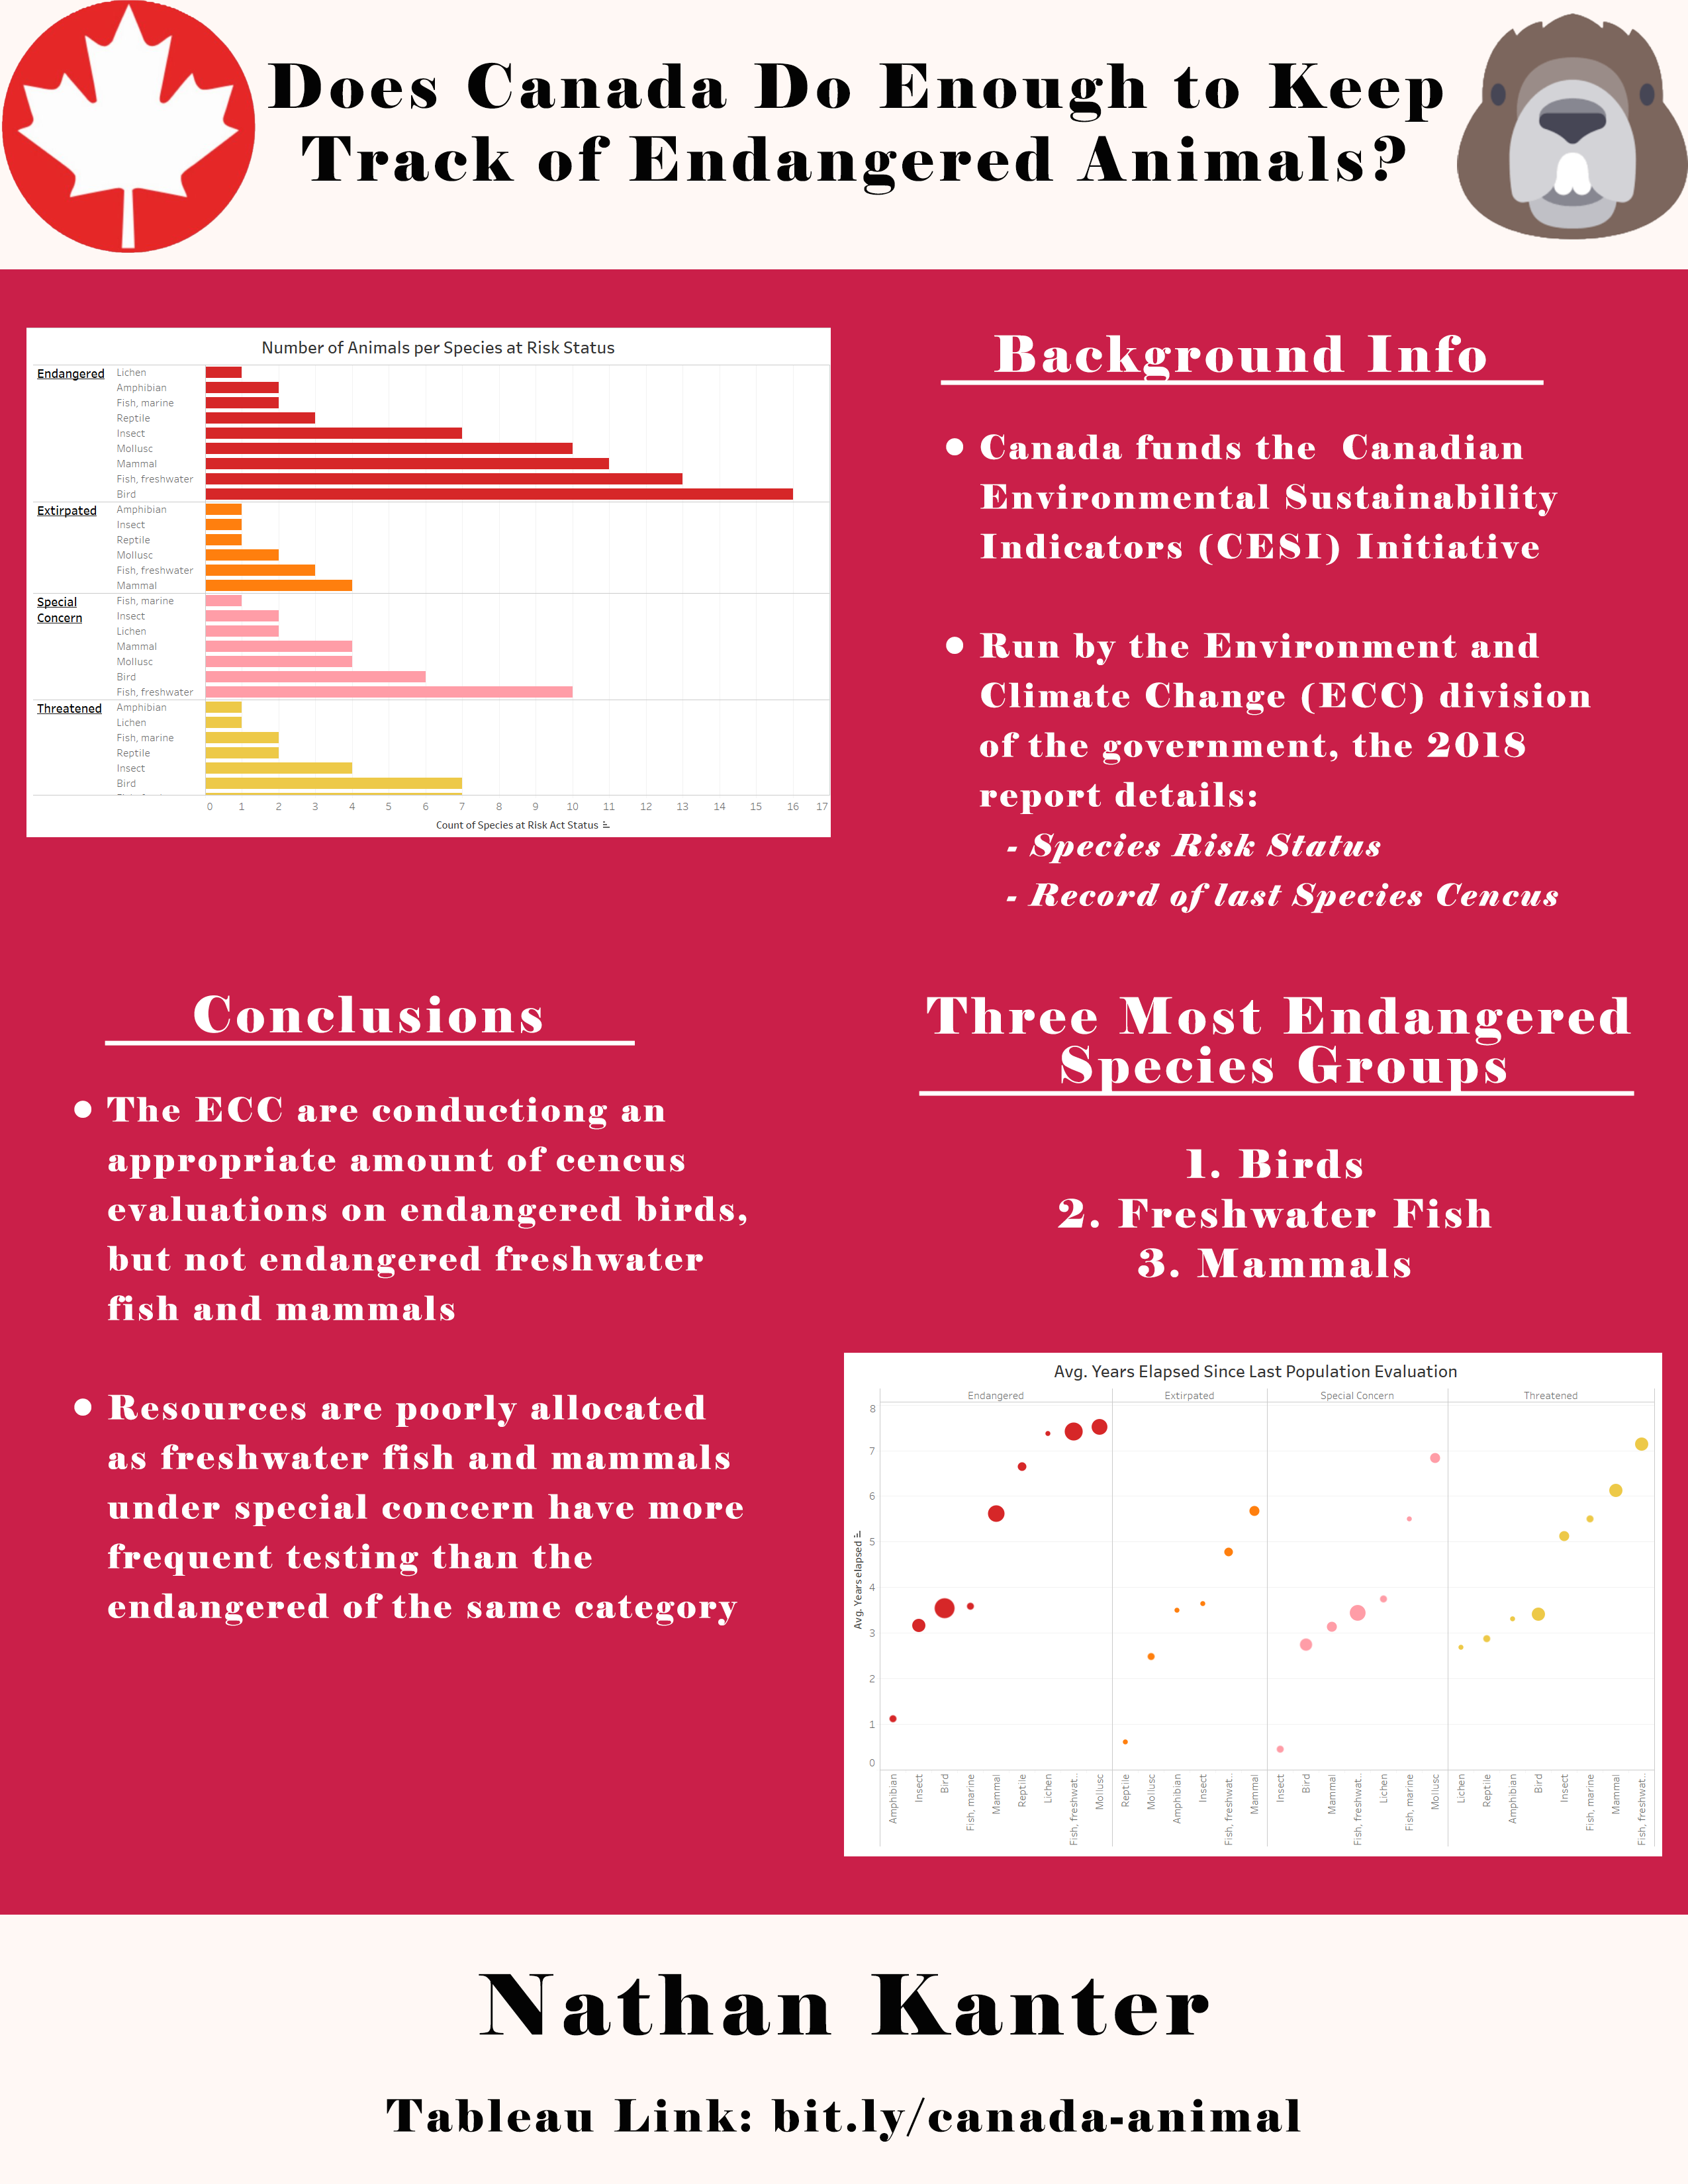 Does Canada Do Enough to Keep
Track of Endangered Animals?
Number of Animals per Species at Risk Status
Endangered
Lichen
Amphibian
Fish, marine
Reptile
Insect
Mollusc
Mammal
Fish, freshwater
Bird
Extirpated
Amphibian
Insect
Reptile
Mollusc
Fish, freshwater
Mammal
Special
Concern
Fish, marine
Insect
Lichen
Mammal
Mollusc
Bird
Fish, freshwater
Threatened
Amphibian
Lichen
Fish, marine
Reptile
Insect
Bird
0 1 2 3 4 5 6 7 8 9 10 11 12 13 14 15 16 17
Count of Species at Risk Act Status
Background Info
• Canada funds the Canadian
Environmental Sustainability
Indicators (CESI) Initiative
• Run by the Environment and
Climate Change (ECC) division
of the government, the 2018
report details:
- Species Risk Status
- Record of last Species Cencus
Conclusions
• The ECC are conductiong an
appropriate amount of cencus
evaluations on endangered birds,
but not endangered freshwater
fish and mammals
• Resources are poorly allocated
as freshwater fish and mammals
under special concern have more
frequent testing than the
endangered of the same category
Three Most Endangered
Species Groups
1. Birds
2. Freshwater Fish
3. Mammals
Avg. Years Elapsed Since Last Population Evaluation
Endangered Extirpated Special Concern Threatened
Avg. Years elapsed
8
7
6
5
4
3
2
1
0
Amphibian
Insect
Bird
Fish, marine
Mammal
Reptile
Lichen
Fish, freshwat..
Mollusc
Reptile
Mollusc
Amphibian
Insect
Fish, freshwat..
Mammal
Insect
Bird
Mammal
Fish, freshwat..
Lichen
Fish, marine
Mollusc
Lichen
Reptile
Amphibian
Bird
Insect
Fish, marine
Mammal
Fish, freshwat..
Nathan Kanter
Tableau Link: bit.ly/canada-animal